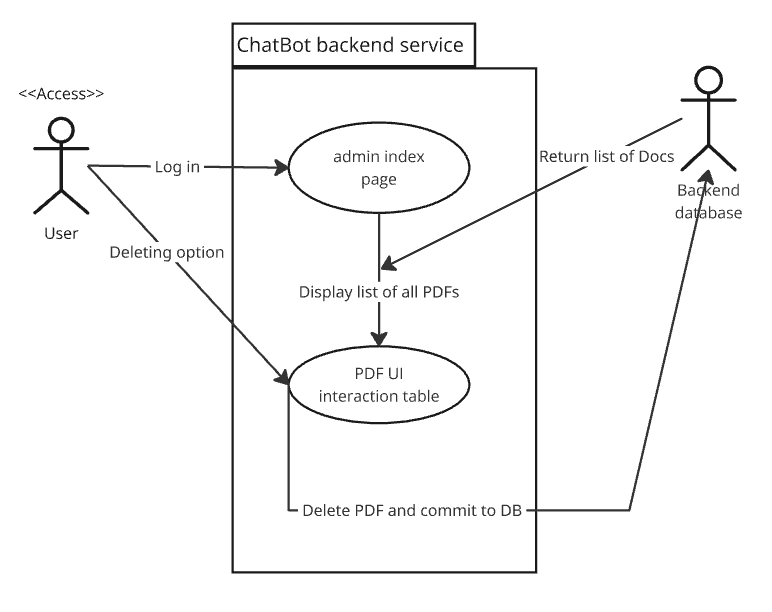 ChatBot backend service
<<Access>>
User
Log in
Deleting option
admin index
page
Display list of all PDFs
PDF UI
interaction table
Delete PDF and commit to DB
Return list of Docs
Backend
database